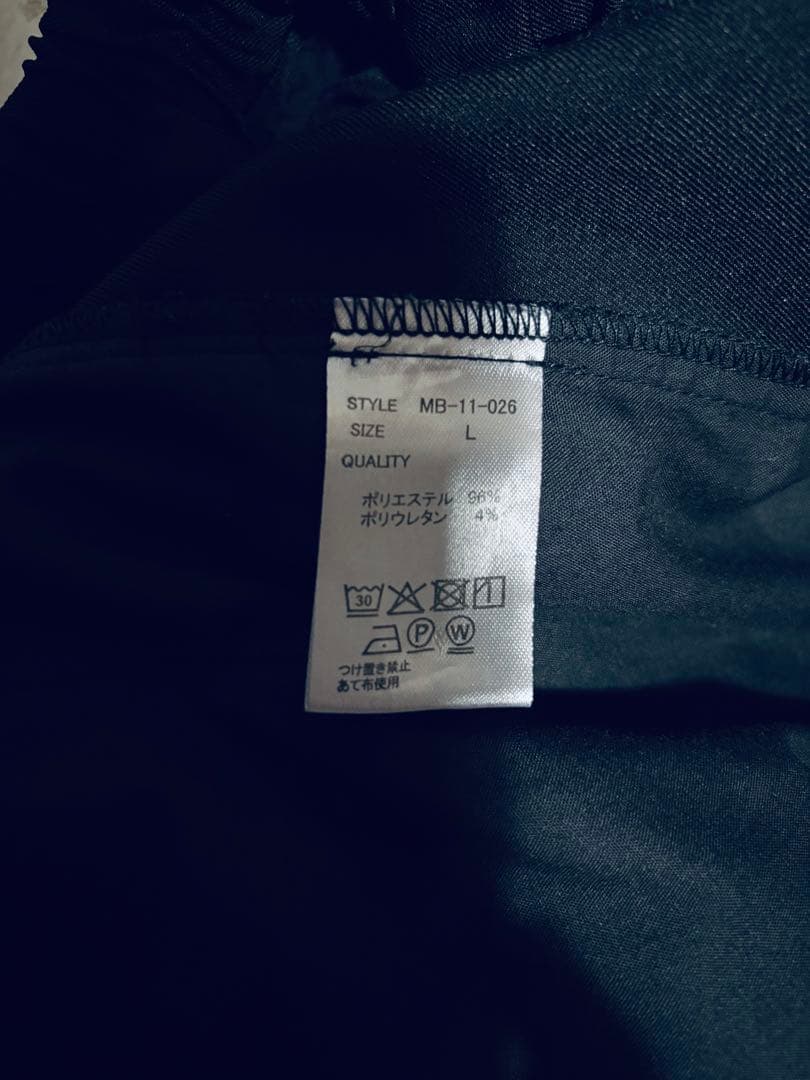 STYLE MB-11-026
SIZE L
QUALITY
ポリエステル 96%
ポリウレタン 4%
30
P W
つけ置き禁止
あて布使用